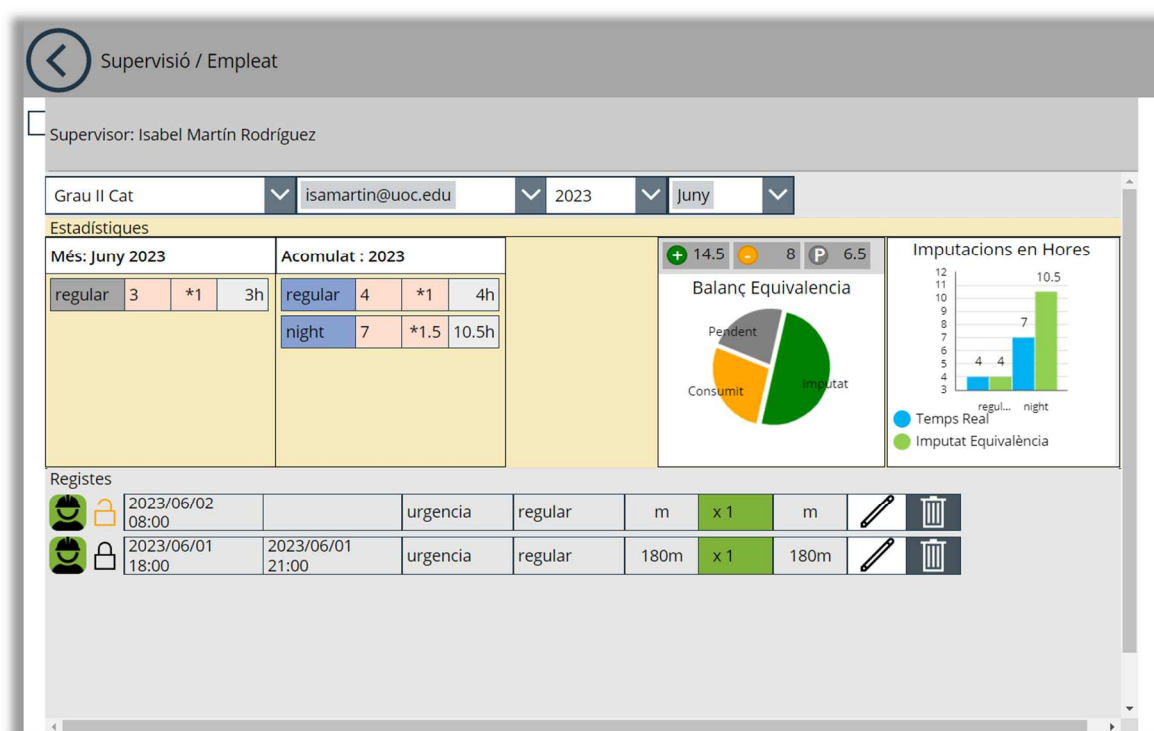 Supervisió / Empleat
Supervisor: Isabel Martín Rodríguez
Grau II Cat isamartin@uoc.edu 2023 Juny
Estadístiques
Més: Juny 2023
regular 3 *1 3h
Acomulat : 2023
regular 4 *1 4h
night 7 *1.5 10.5h
+ 14.5 - 8 P 6.5
Balanç Equivalencia
Pendent
Consumit
Imputat
Imputacions en Hores
12
11
10
9
8
7
6
5
4
3
10.5
7
4 4
regul... night
Temps Real
Imputat Equivalència
Registes
2023/06/02
08:00
urgencia regular m x 1 m
2023/06/01
18:00
2023/06/01
21:00
urgencia regular 180m x 1 180m